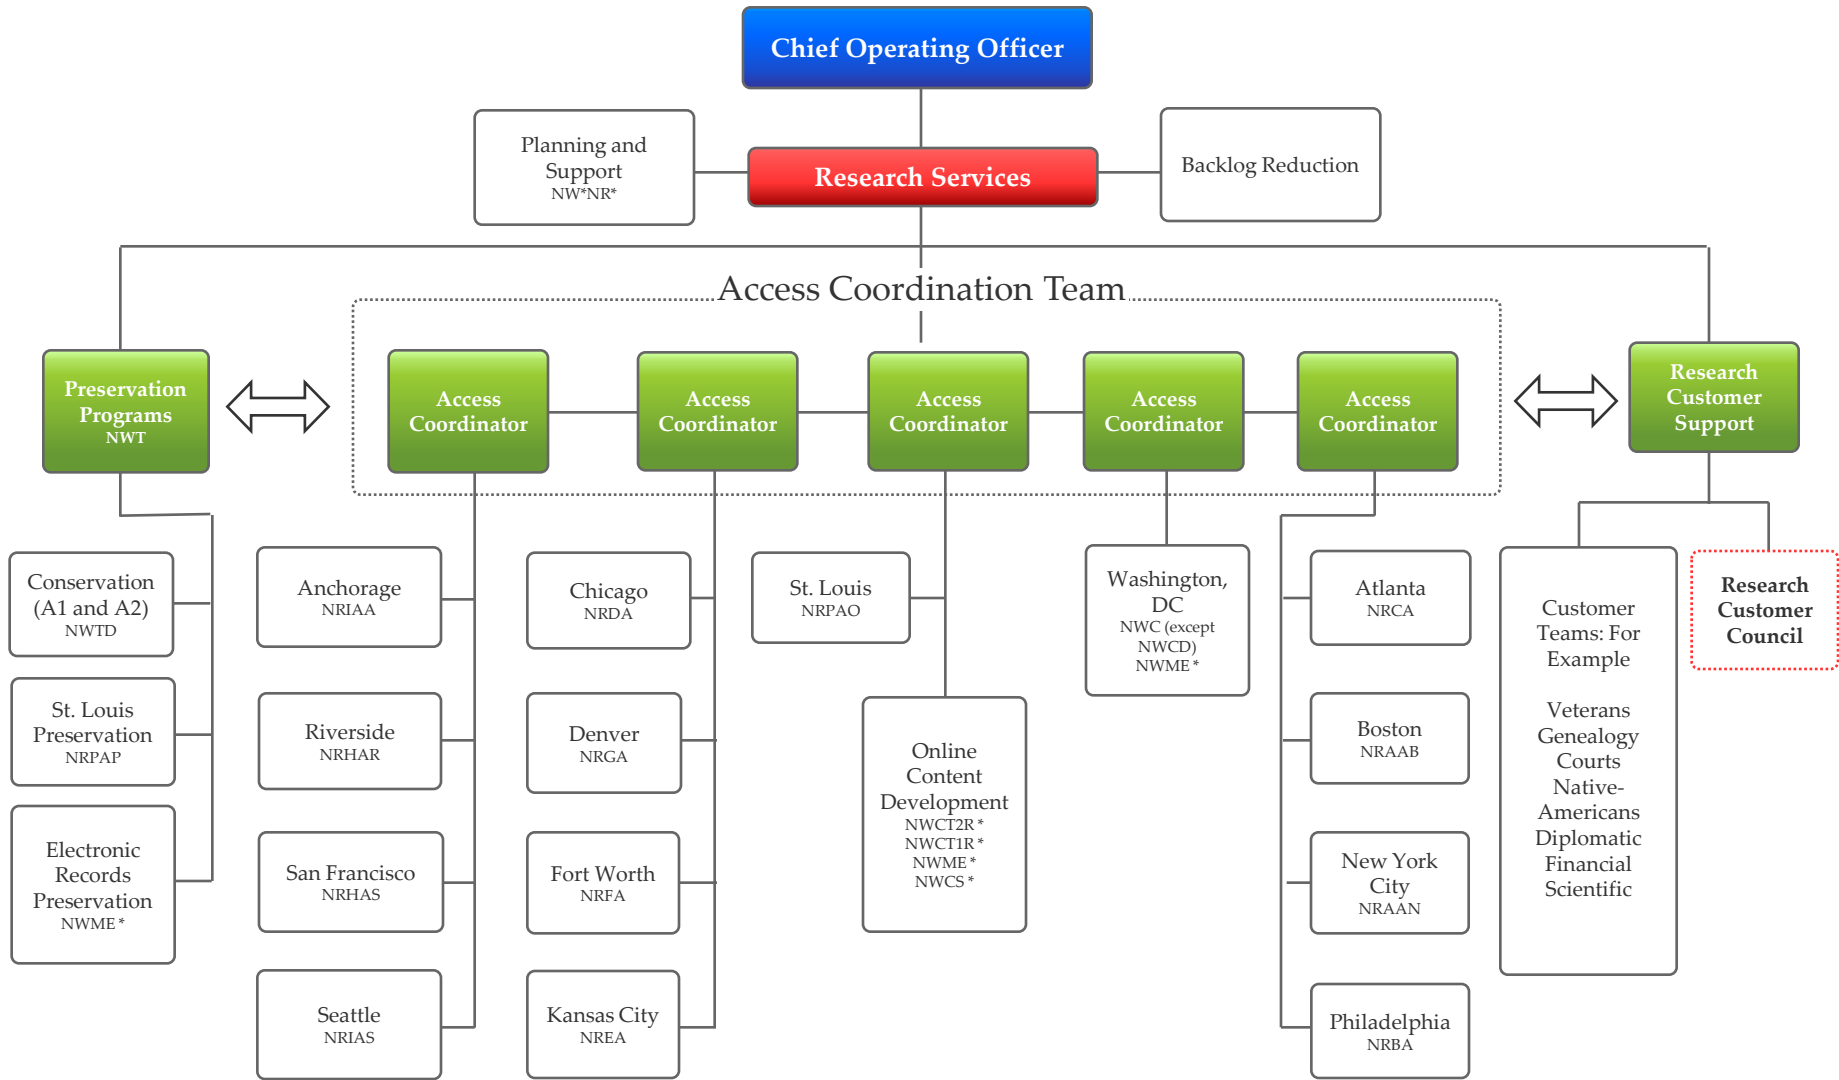 Chief Operating Officer
Planning and
Support
NW*NR*
Research Services
Backlog Reduction
Access Coordination Team
Preservation
Programs
NWT
Access
Coordinator
Access
Coordinator
Access
Coordinator
Access
Coordinator
Access
Coordinator
Research
Customer
Support
Conservation
(A1 and A2)
NWTD
St. Louis
Preservation
NRPAP
Electronic
Records
Preservation
NWME *
Anchorage
NRIAA
Riverside
NRHAR
San Francisco
NRHAS
Seattle
NRIAS
Chicago
NRDA
Denver
NRGA
Fort Worth
NRFA
Kansas City
NREA
St. Louis
NRPAO
Online
Content
Development
NWCT2R *
NWCT1R *
NWME *
NWCS *
Washington,
DC
NWC (except
NWCD)
NWME *
Atlanta
NRCA
Boston
NRAAB
New York
City
NRAAN
Philadelphia
NRBA
Customer
Teams: For
Example
Veterans
Genealogy
Courts
Native-
Americans
Diplomatic
Financial
Scientific
Research
Customer
Council